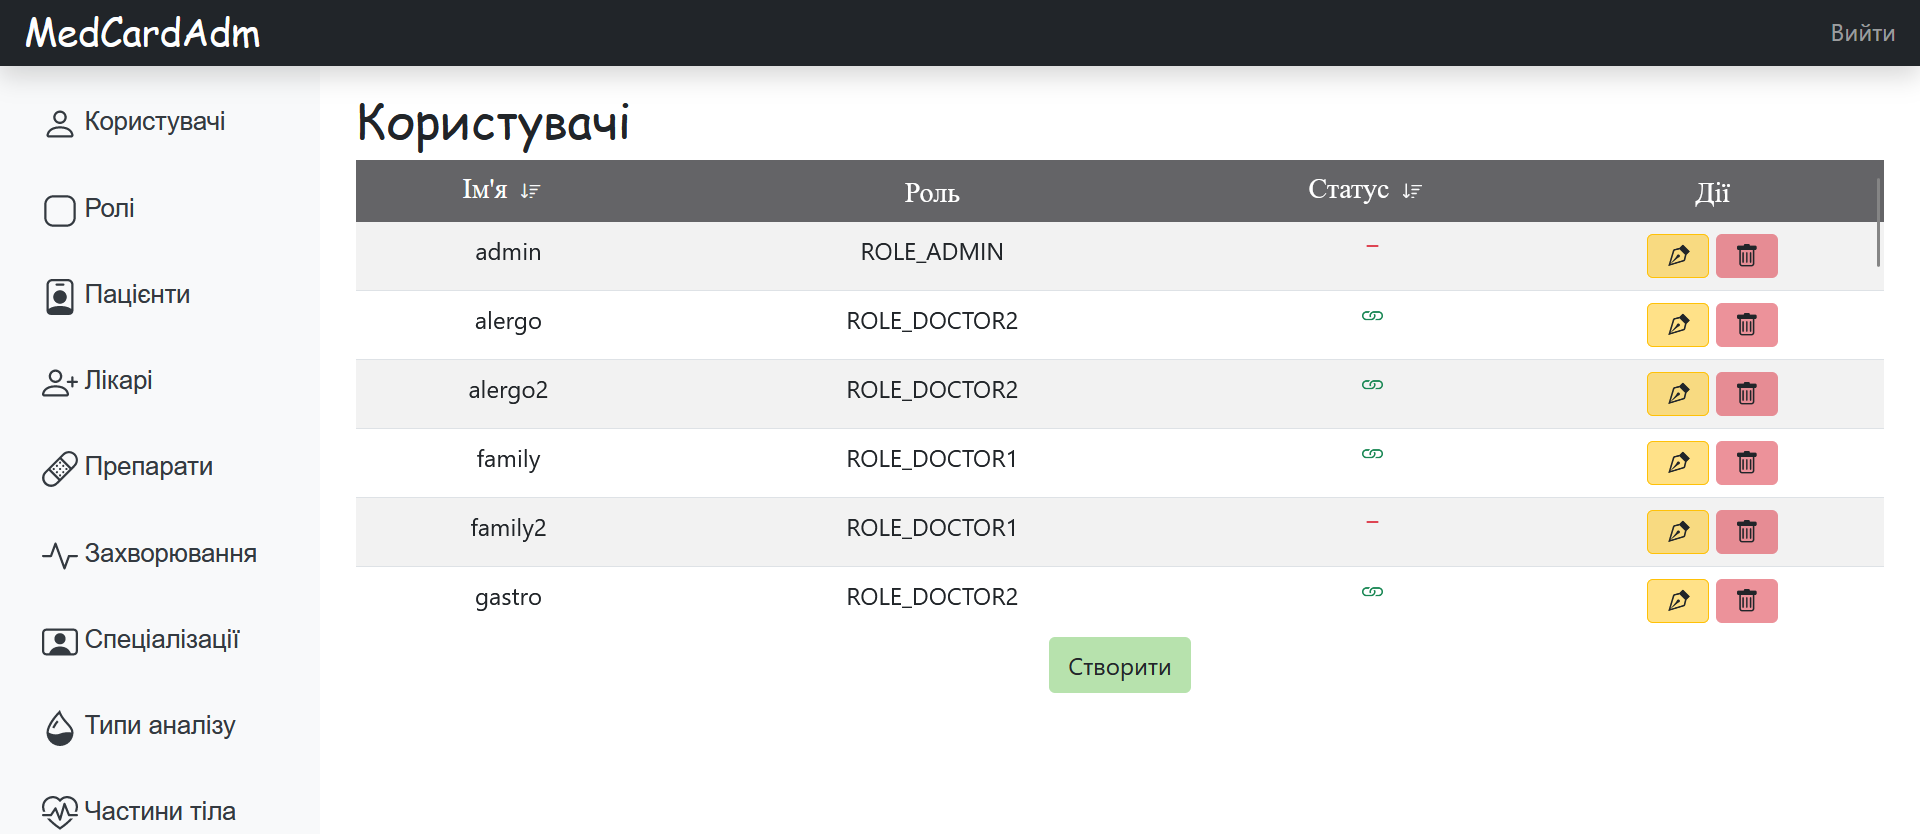 MedCardAdm
Вийти
Користувачі
Ролі
Пацієнти
Лікарі
Препарати
Захворювання
Спеціалізації
Типи аналізу
Частини тіла
Користувачі
Ім'я Роль Статус Дії
admin ROLE_ADMIN
alergo ROLE_DOCTOR2
alergo2 ROLE_DOCTOR2
family ROLE_DOCTOR1
family2 ROLE_DOCTOR1
gastro ROLE_DOCTOR2
Створити